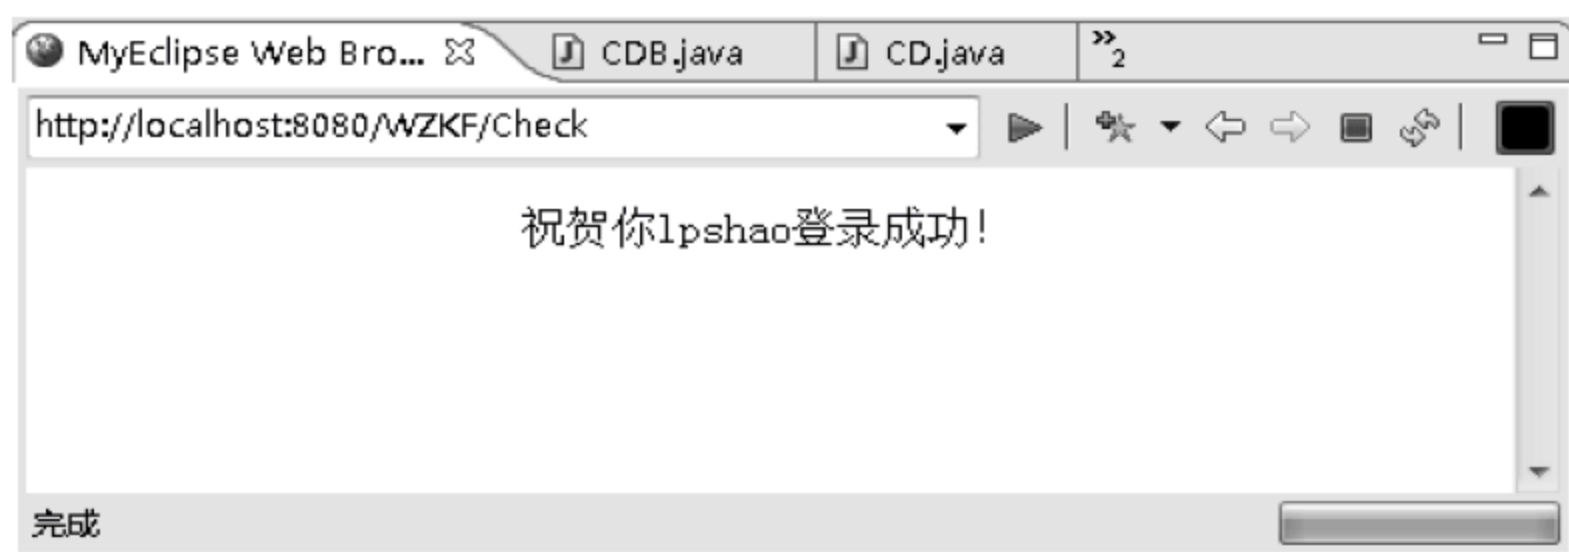 MyEclipse Web Bro... CDB.java CD.java »2
http://localhost:8080/WZKF/Check
祝贺你lpshao登录成功!
完成